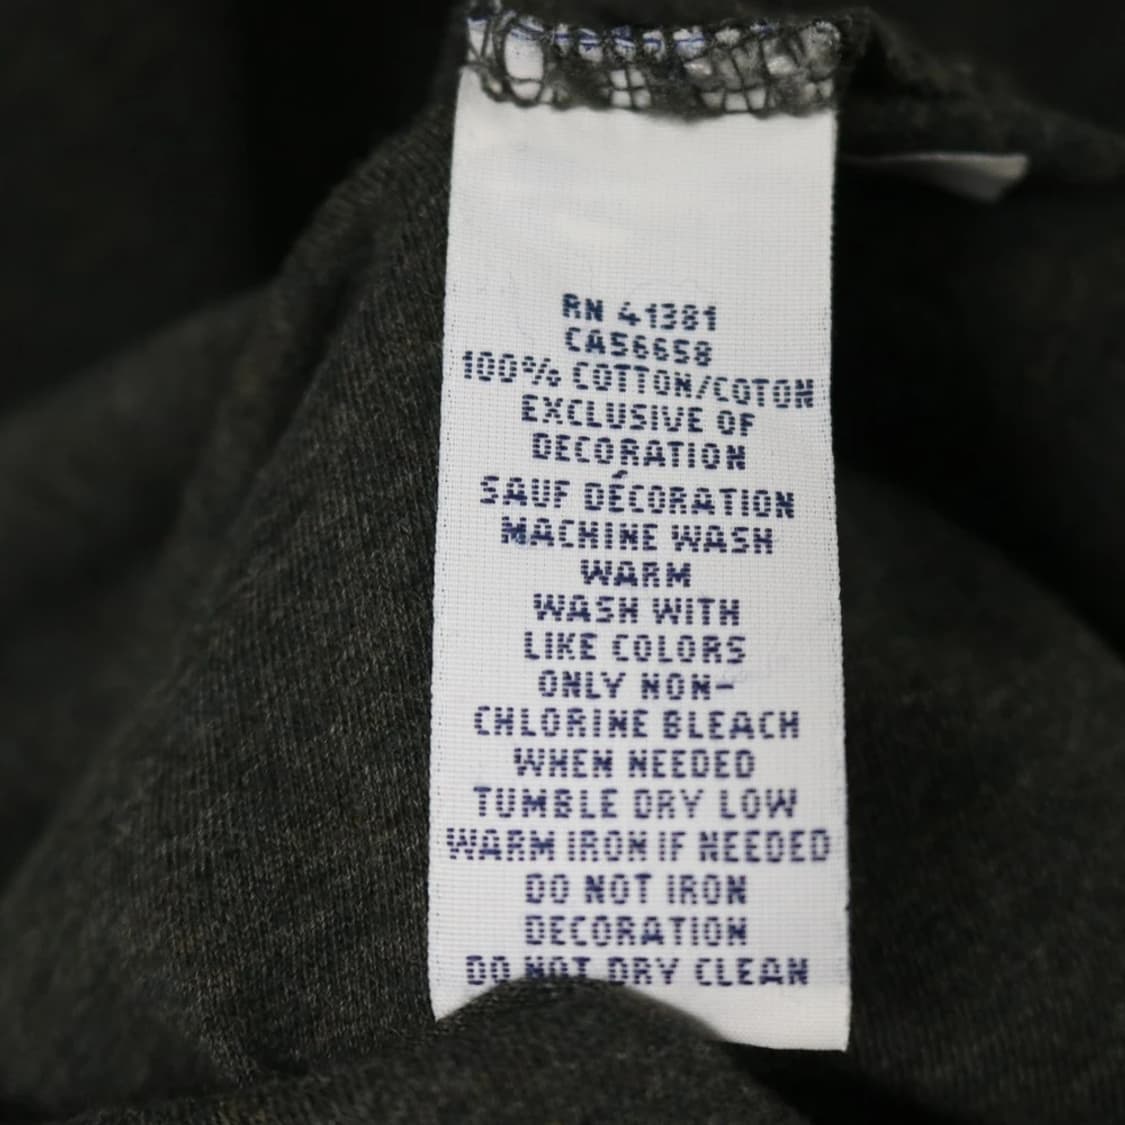 RN 41381
CA56658
100% COTTON/COTON
EXCLUSIVE OF
DECORATION
SAUF DÉCORATION
MACHINE WASH
WARM
WASH WITH
LIKE COLORS
ONLY NON-
CHLORINE BLEACH
WHEN NEEDED
TUMBLE DRY LOW
WARM IRON IF NEEDED
DO NOT IRON
DECORATION
DO NOT DRY CLEAN